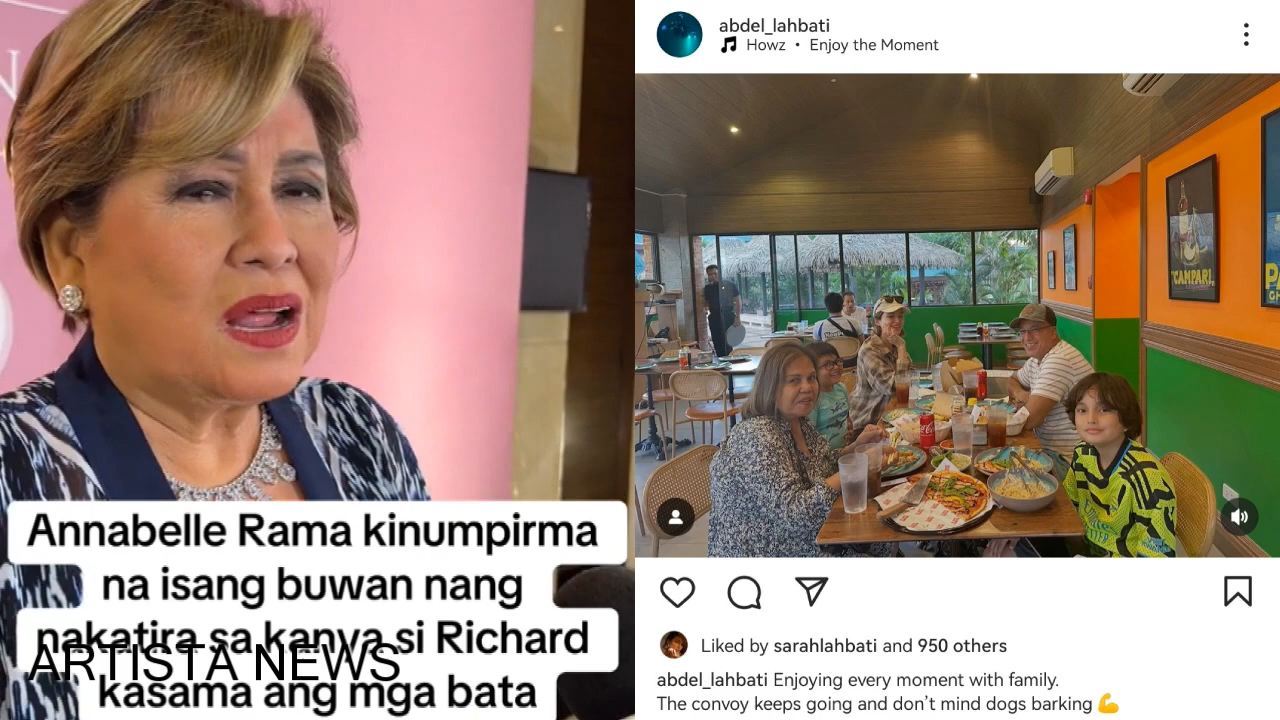 N
Annabelle Rama kinumpirma
na isang buwan nang
nakatira sa kanya si Richard
ARTISTA NEWS
kasama ang mga bata
abdel_lahbati
Howz • Enjoy the Moment
CAMPARI
PA
Liked by sarahlahbati and 950 others
abdel_lahbati Enjoying every moment with family.
The convoy keeps going and don't mind dogs barking 💪